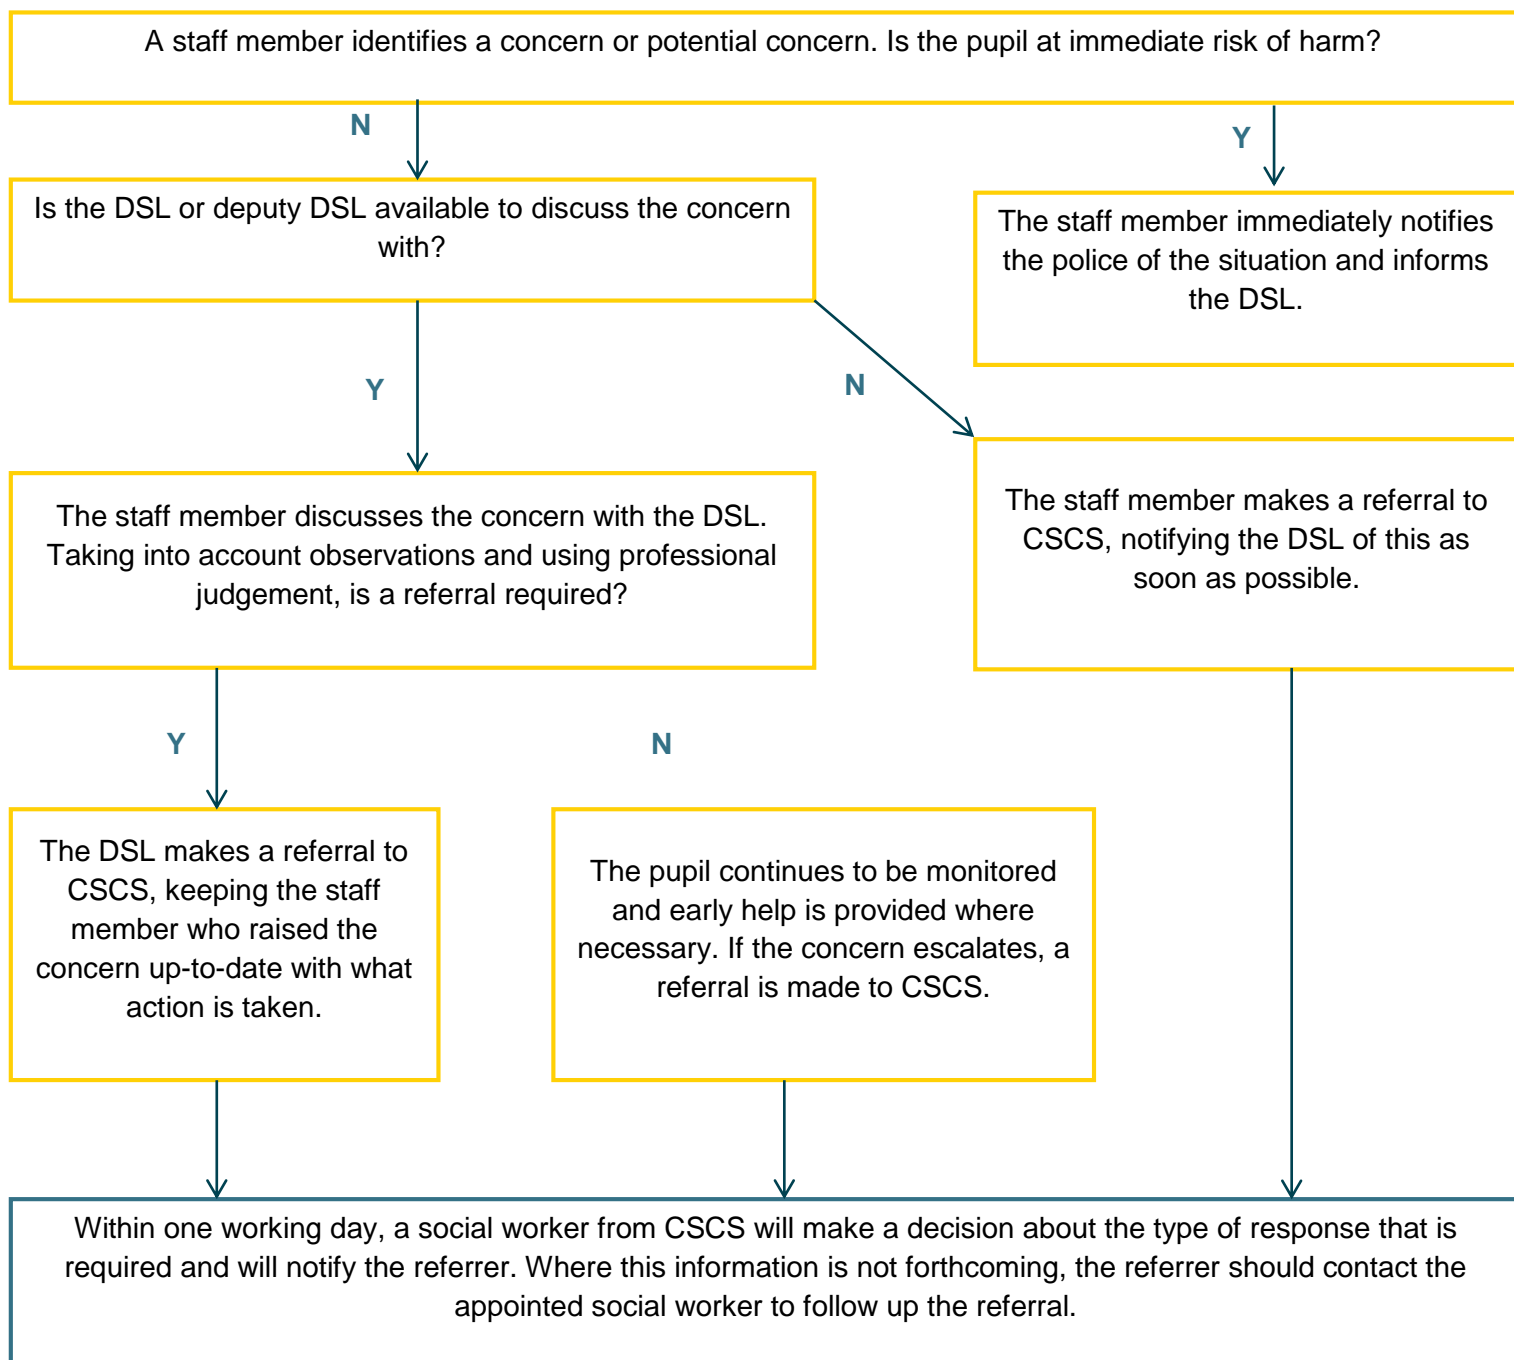 A staff member identifies a concern or potential concern. Is the pupil at immediate risk of harm?
N
Y
Is the DSL or deputy DSL available to discuss the concern
with?
The staff member immediately notifies
the police of the situation and informs
the DSL.
Y
N
The staff member discusses the concern with the DSL.
Taking into account observations and using professional
judgement, is a referral required?
The staff member makes a referral to
CSCS, notifying the DSL of this as
soon as possible.
Y
N
The DSL makes a referral to
CSCS, keeping the staff
member who raised the
concern up-to-date with what
action is taken.
The pupil continues to be monitored
and early help is provided where
necessary. If the concern escalates, a
referral is made to CSCS.
Within one working day, a social worker from CSCS will make a decision about the type of response that is
required and will notify the referrer. Where this information is not forthcoming, the referrer should contact the
appointed social worker to follow up the referral.